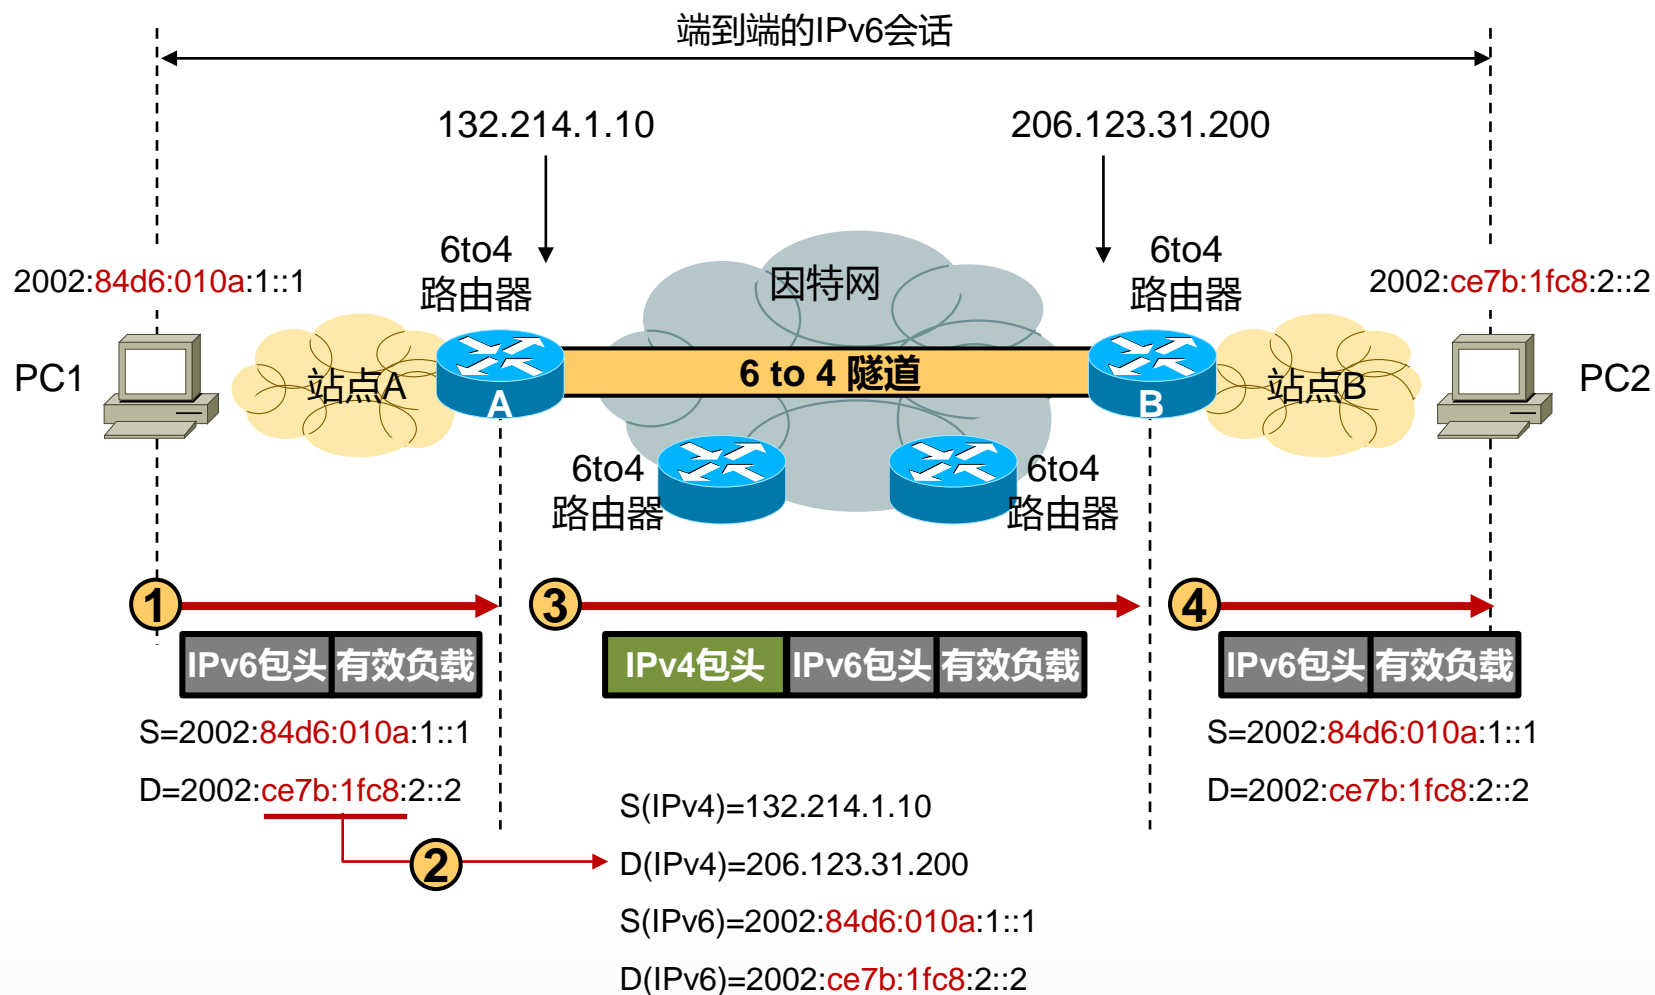 端到端的IPv6会话
132.214.1.10
206.123.31.200
6to4
路由器
6to4
路由器
因特网
2002:84d6:010a:1::1
2002:ce7b:1fc8:2::2
PC1
站点A
A
6 to 4 隧道
B
站点B
PC2
6to4
路由器
6to4
路由器
1
3
4
IPv6包头 有效负载
IPv4包头 IPv6包头 有效负载
IPv6包头 有效负载
S=2002:84d6:010a:1::1
D=2002:ce7b:1fc8:2::2
S=2002:84d6:010a:1::1
D=2002:ce7b:1fc8:2::2
2
S(IPv4)=132.214.1.10
D(IPv4)=206.123.31.200
S(IPv6)=2002:84d6:010a:1::1
D(IPv6)=2002:ce7b:1fc8:2::2